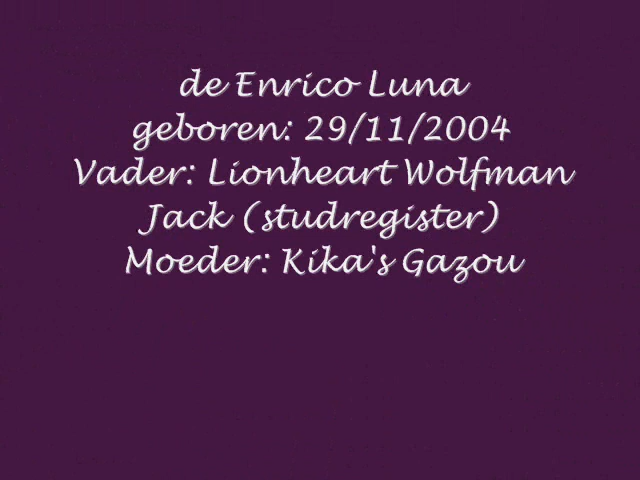 de Enrico Luna
geboren: 29/11/2004
Vader: Lionheart Wolfman
Jack (studregister)
Moeder: Kika's Gazou